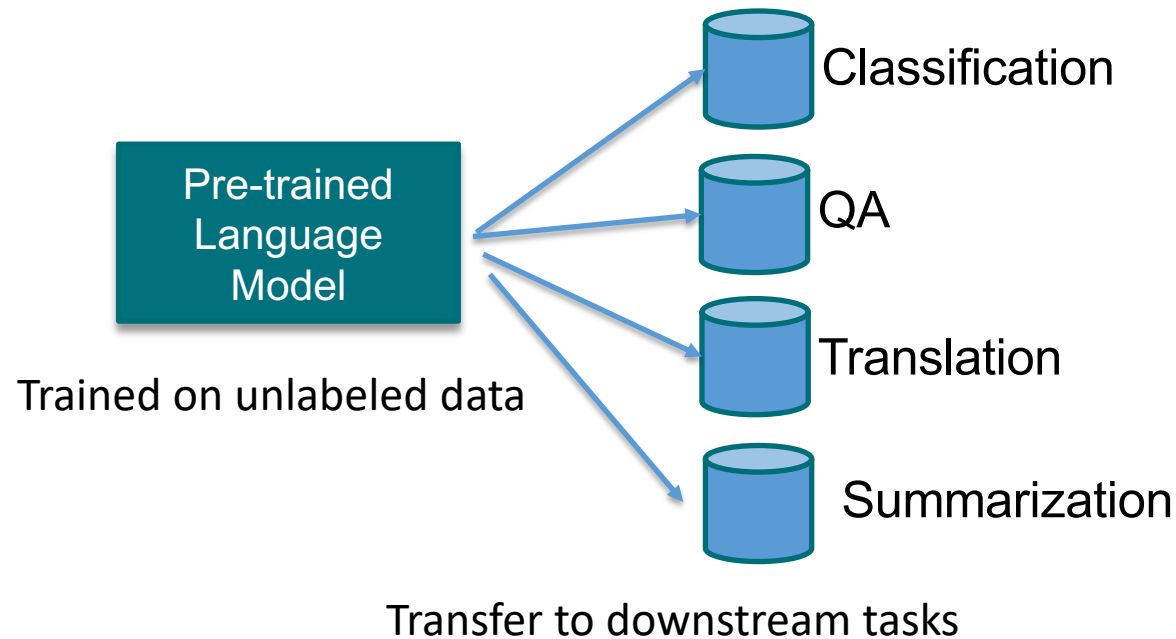 Pre-trained
Language
Model
Trained on unlabeled data
Classification
QA
Translation
Summarization
Transfer to downstream tasks